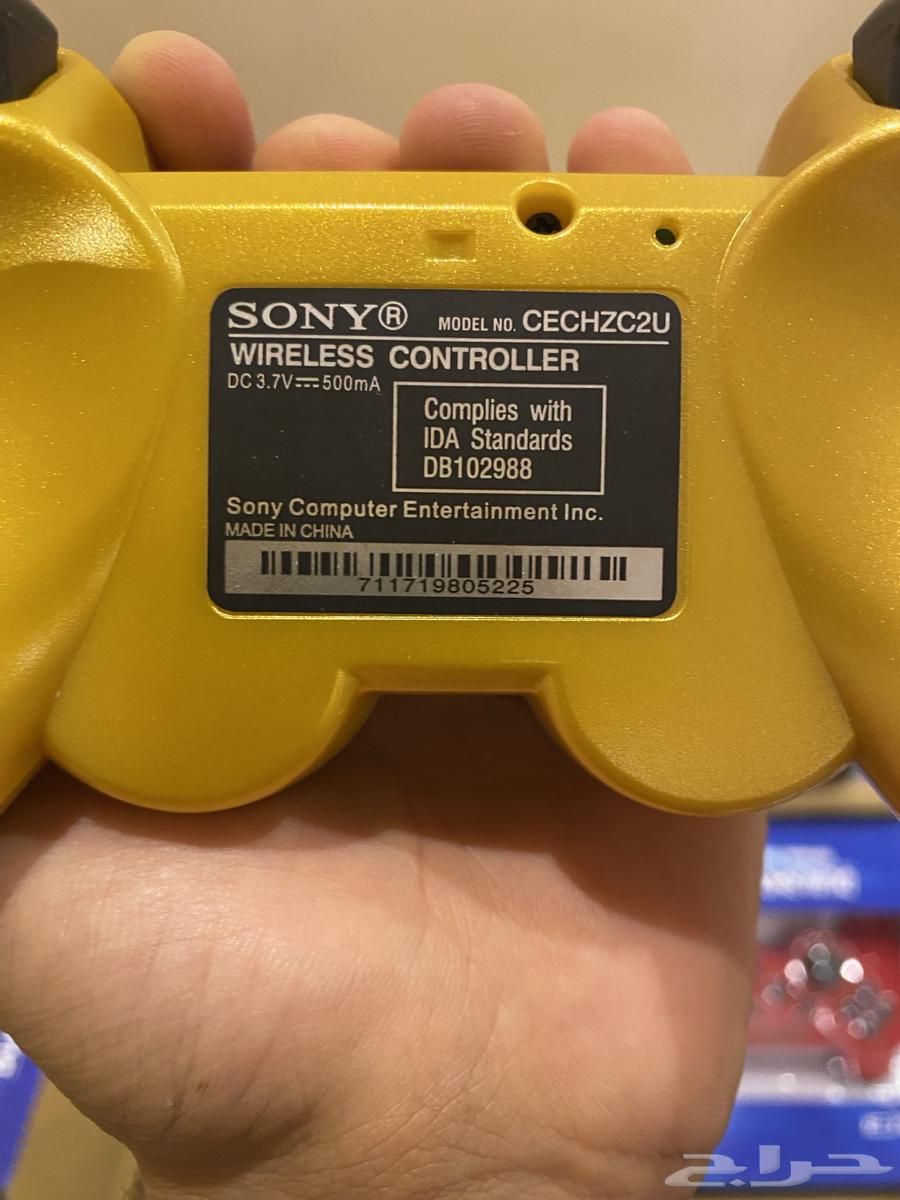 SONY® MODEL NO. CECHZC2U
WIRELESS CONTROLLER
DC 3.7V⎓500mA
Complies with
IDA Standards
DB102988
Sony Computer Entertainment Inc.
MADE IN CHINA
711719805225
حراج